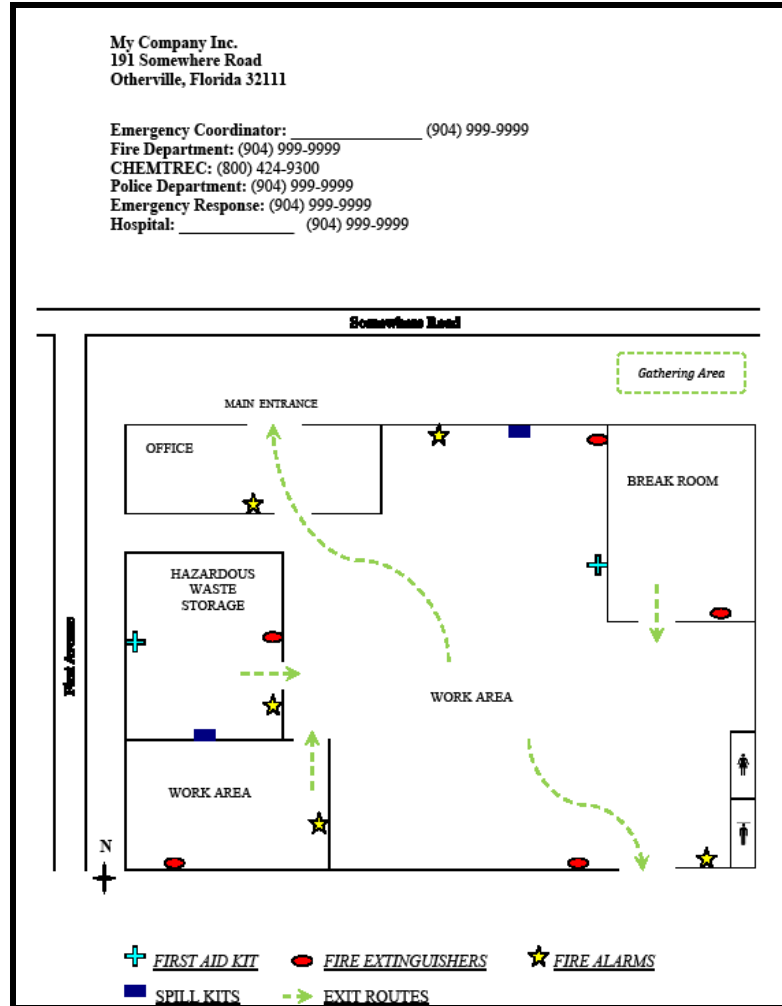 My Company Inc.
191 Somewhere Road
Otherville, Florida 32111
Emergency Coordinator: _________________ (904) 999-9999
Fire Department: (904) 999-9999
CHEMTREC: (800) 424-9300
Police Department: (904) 999-9999
Emergency Response: (904) 999-9999
Hospital: _______________ (904) 999-9999
Somewhere Road
Gathering Area
MAIN ENTRANCE
OFFICE
BREAK ROOM
HAZARDOUS
WASTE
STORAGE
First Avenue
WORK AREA
WORK AREA
N
FIRST AID KIT
FIRE EXTINGUISHERS
FIRE ALARMS
SPILL KITS
EXIT ROUTES